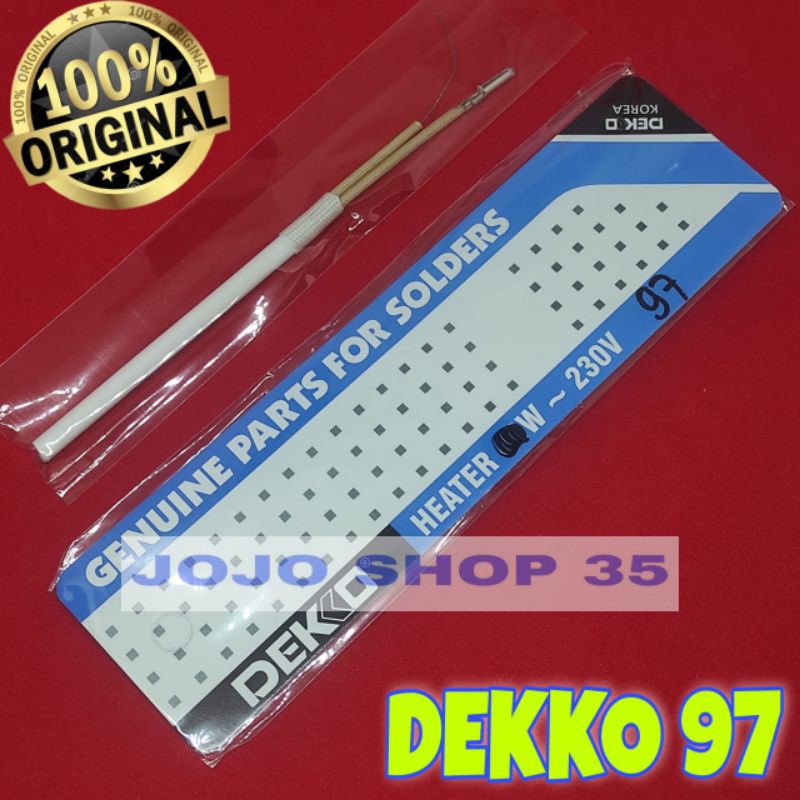 100% ORIGINAL
100% ORIGINAL
100%
ORIGINAL
DEKKO
KOREA
GENUINE PARTS FOR SOLDERS
97
HEATER W ~ 230V
DEKKO
JOJO SHOP 35
DEKKO 97